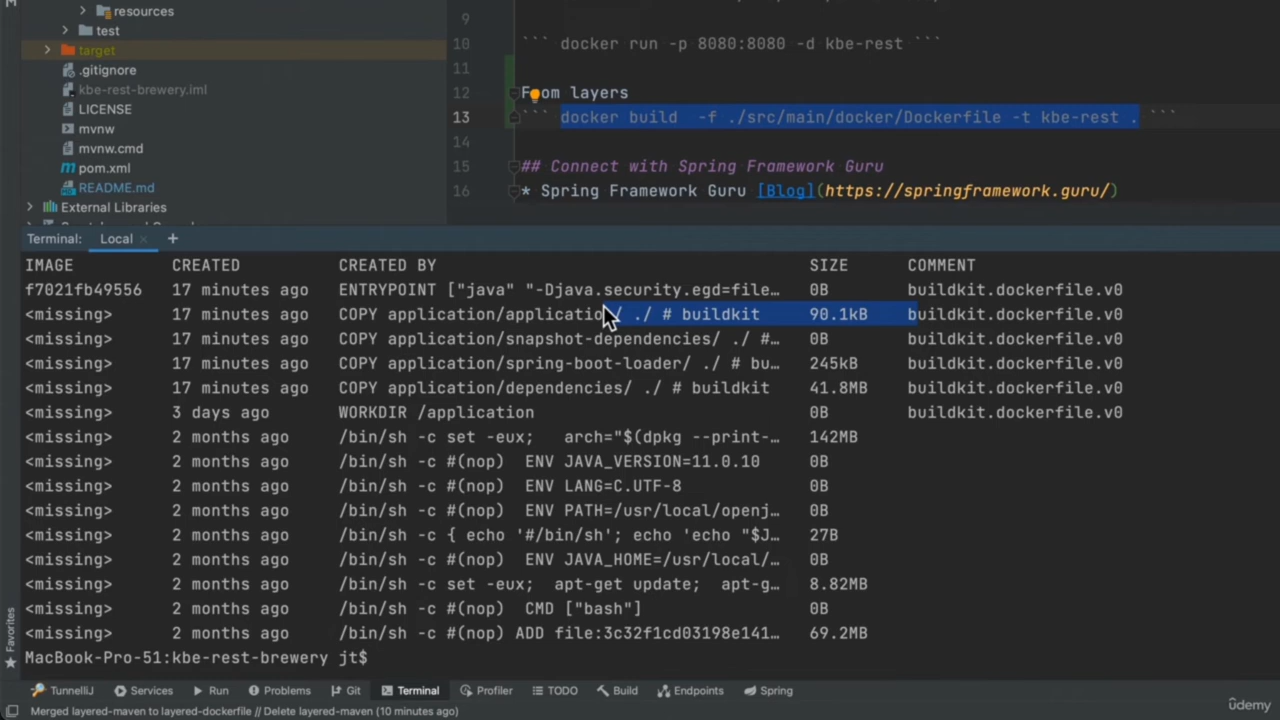 resources
test
target
.gitignore
kbe-rest-brewery.iml
LICENSE
mvnw
mvnw.cmd
pom.xml
README.md
External Libraries
9
10 ``` docker run -p 8080:8080 -d kbe-rest ```
11
12 From layers
13 ``` docker build  -f ./src/main/docker/Dockerfile -t kbe-rest . ```
14
15 ## Connect with Spring Framework Guru
16 * Spring Framework Guru [Blog](https://springframework.guru/)
Terminal: Local × +
IMAGE CREATED CREATED BY SIZE COMMENT
f7021fb49556 17 minutes ago ENTRYPOINT ["java" "-Djava.security.egd=file… 0B buildkit.dockerfile.v0
<missing> 17 minutes ago COPY application/application/ ./ # buildkit 90.1kB buildkit.dockerfile.v0
<missing> 17 minutes ago COPY application/snapshot-dependencies/ ./ #… 0B buildkit.dockerfile.v0
<missing> 17 minutes ago COPY application/spring-boot-loader/ ./ # bu… 245kB buildkit.dockerfile.v0
<missing> 17 minutes ago COPY application/dependencies/ ./ # buildkit 41.8MB buildkit.dockerfile.v0
<missing> 3 days ago WORKDIR /application 0B buildkit.dockerfile.v0
<missing> 2 months ago /bin/sh -c set -eux;   arch="$(dpkg --print-… 142MB
<missing> 2 months ago /bin/sh -c #(nop)  ENV JAVA_VERSION=11.0.10 0B
<missing> 2 months ago /bin/sh -c #(nop)  ENV LANG=C.UTF-8 0B
<missing> 2 months ago /bin/sh -c #(nop)  ENV PATH=/usr/local/openj… 0B
<missing> 2 months ago /bin/sh -c { echo '#/bin/sh'; echo 'echo "$J… 27B
<missing> 2 months ago /bin/sh -c #(nop)  ENV JAVA_HOME=/usr/local/… 0B
<missing> 2 months ago /bin/sh -c set -eux;  apt-get update;  apt-g… 8.82MB
<missing> 2 months ago /bin/sh -c #(nop)  CMD ["bash"] 0B
<missing> 2 months ago /bin/sh -c #(nop) ADD file:3c32f1cd03198e141… 69.2MB
MacBook-Pro-51:kbe-rest-brewery jt$
Favorites
TunnelliJ Services Run Problems Git Terminal Profiler TODO Build Endpoints Spring
Merged layered-maven to layered-dockerfile // Delete layered-maven (10 minutes ago)
ûdemy